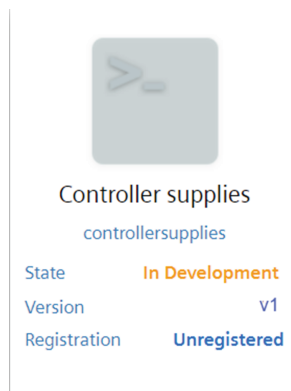 >_
Controller supplies
controllersupplies
State In Development
Version v1
Registration Unregistered